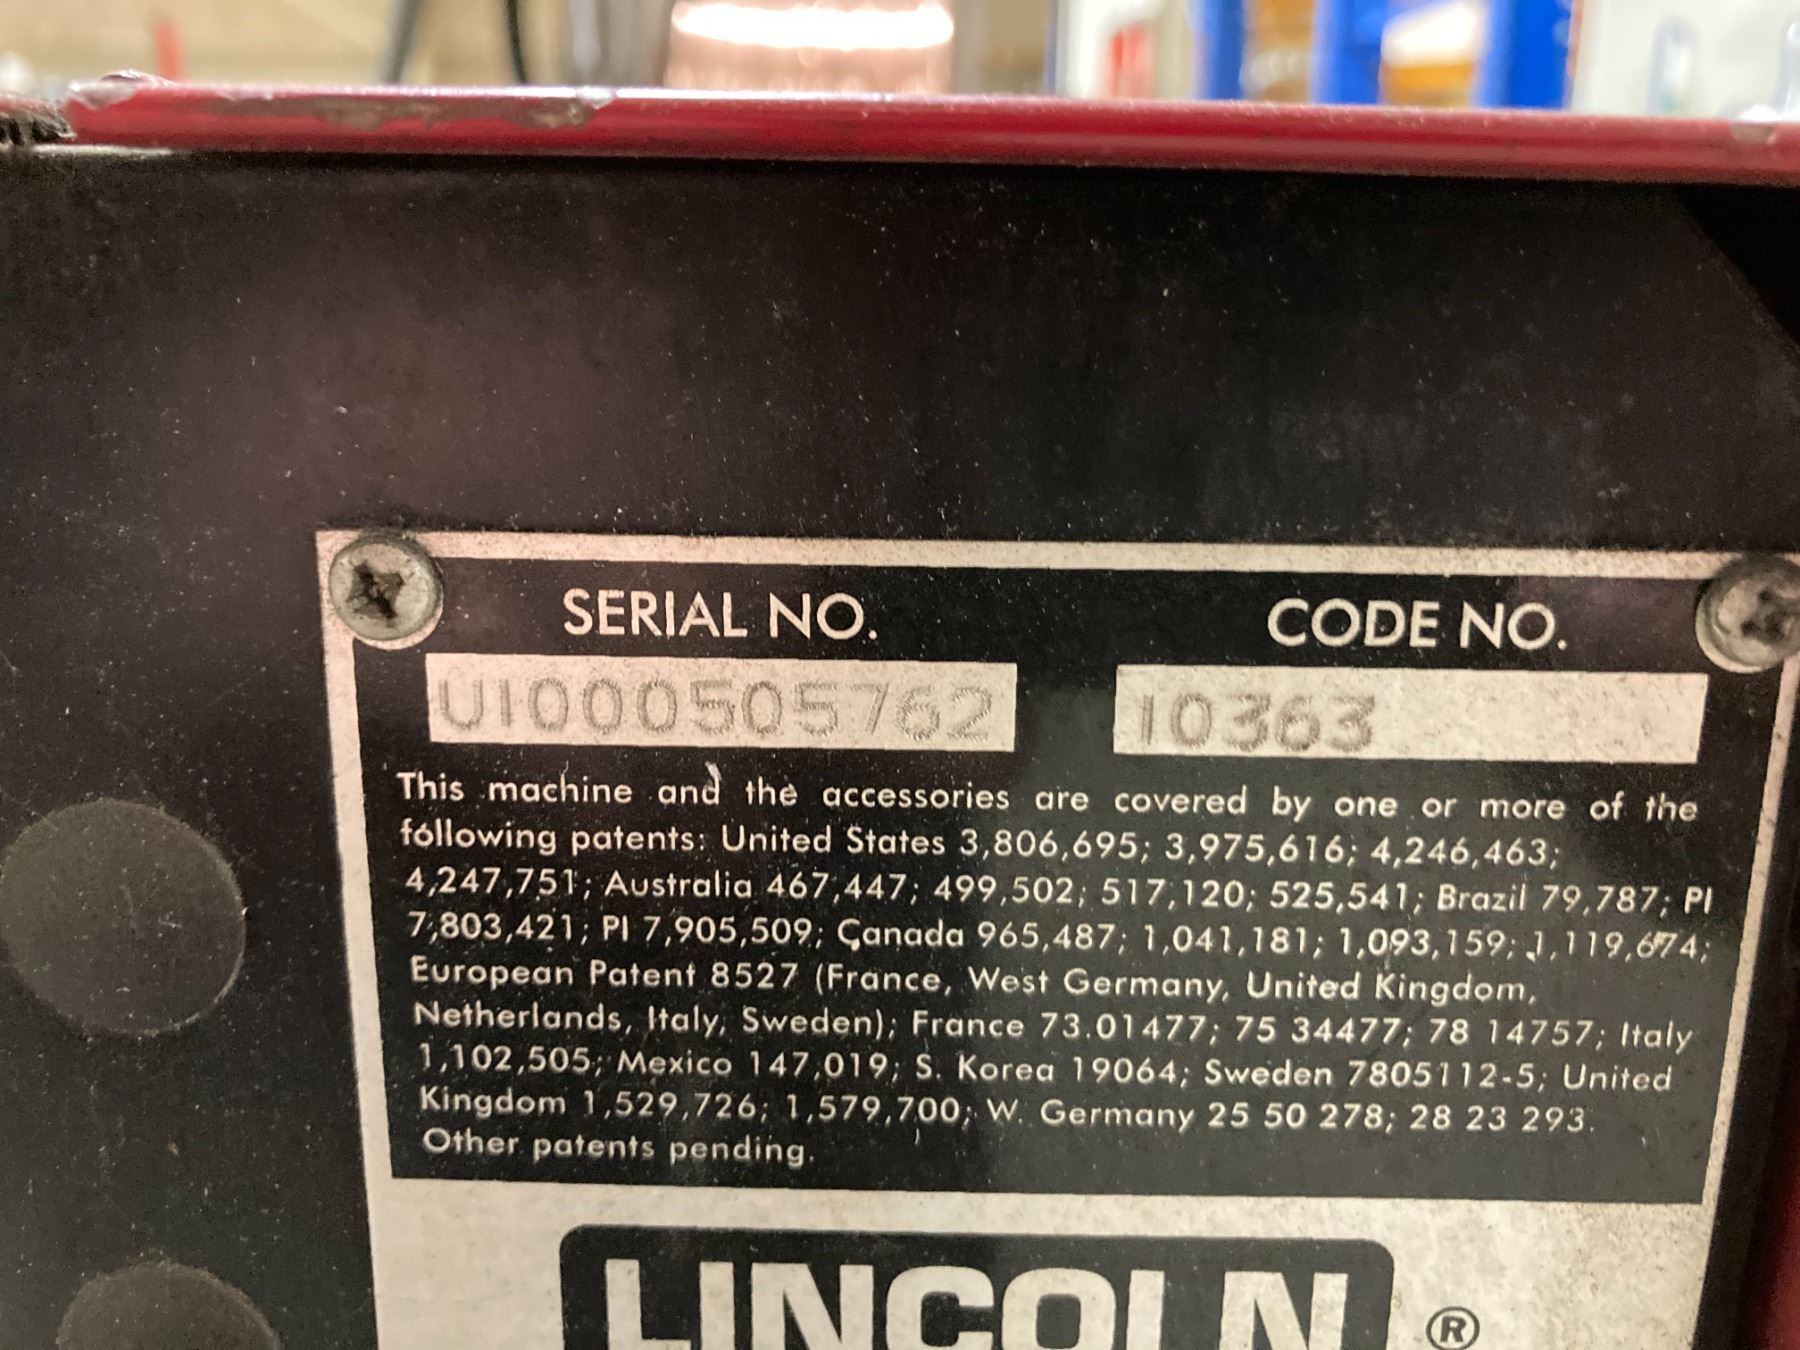 SERIAL NO. CODE NO.
U1000505762 10363
This machine and the accessories are covered by one or more of the
following patents: United States 3,806,695; 3,975,616; 4,246,463;
4,247,751; Australia 467,447; 499,502; 517,120; 525,541; Brazil 79,787; PI
7,803,421; PI 7,905,509; Canada 965,487; 1,041,181; 1,093,159; 1,119,674;
European Patent 8527 (France, West Germany, United Kingdom,
Netherlands, Italy, Sweden); France 73.01477; 75 34477; 78 14757; Italy
1,102,505; Mexico 147,019; S. Korea 19064; Sweden 7805112-5; United
Kingdom 1,529,726; 1,579,700; W. Germany 25 50 278; 28 23 293.
Other patents pending.
LINCOLN ®